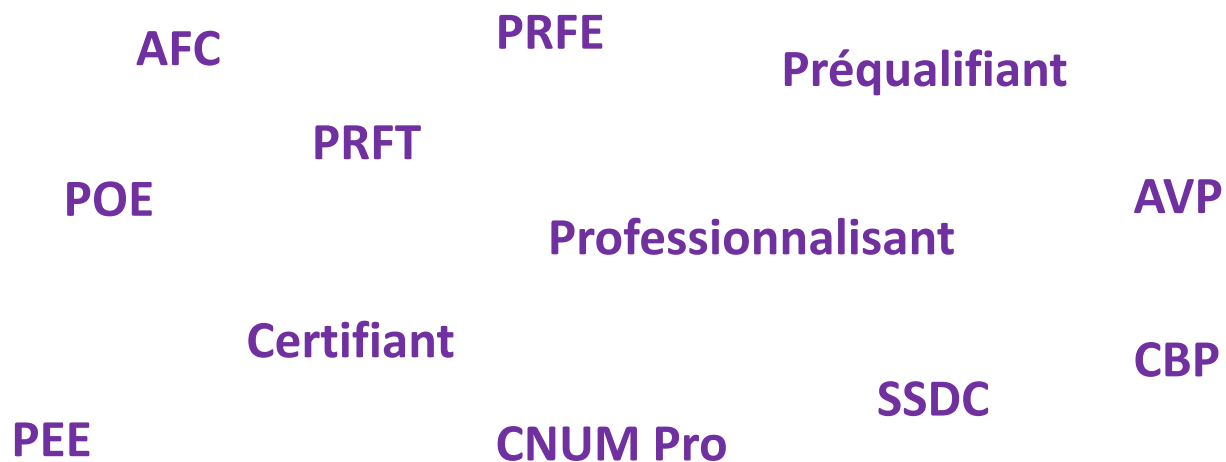 PRFE
AFC
Préqualifiant
PRFT
POE
AVP
Professionnalisant
Certifiant
CBP
SSDC
PEE
CNUM Pro